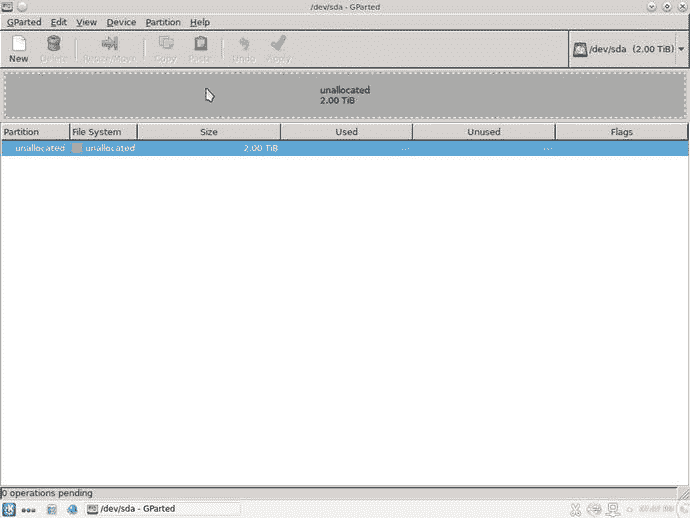 /dev/sda - GParted
GParted Edit View Device Partition Help
New Delete Resize/Move Copy Paste Undo Apply /dev/sda (2.00 TiB)
unallocated
2.00 TiB
Partition File System Size Used Unused Flags
unallocated unallocated 2.00 TiB --- ---
0 operations pending
/dev/sda - GParted